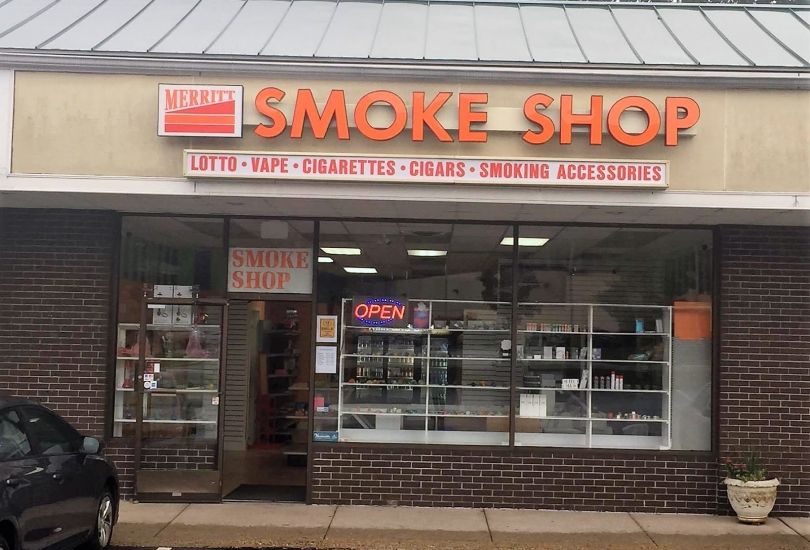 MERRITT
SMOKE SHOP
LOTTO • VAPE • CIGARETTES • CIGARS • SMOKING ACCESSORIES
SMOKE
SHOP
OPEN